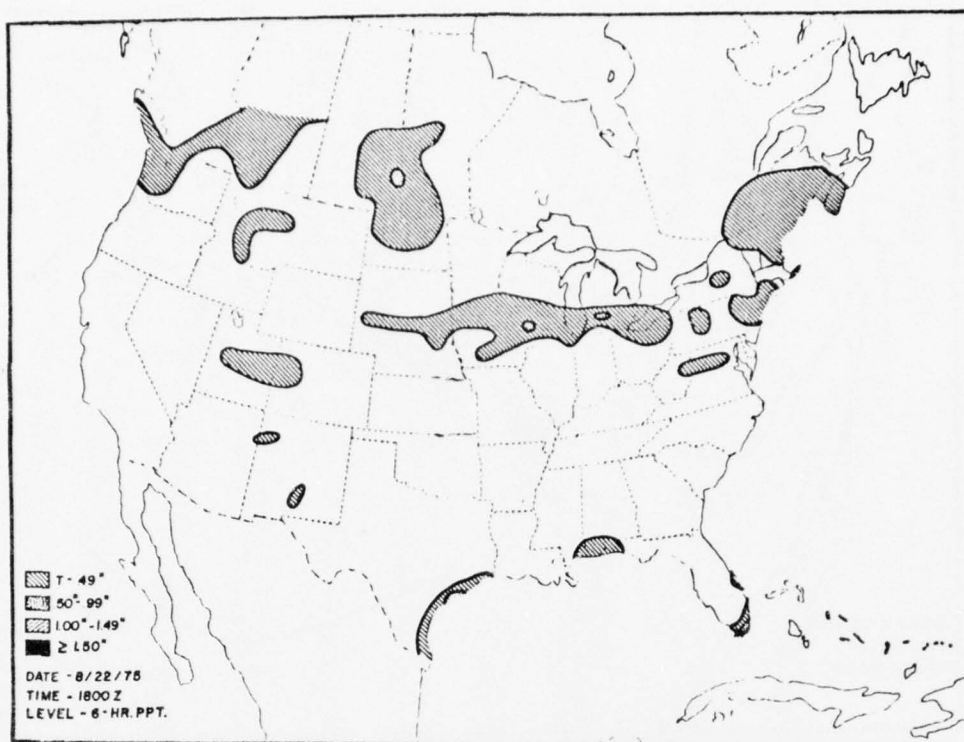 T - .49"
.50"- .99"
1.00"-1.49"
≥ 1.50"
DATE - 8/22/75
TIME - 1800 Z
LEVEL - 6-HR. PPT.